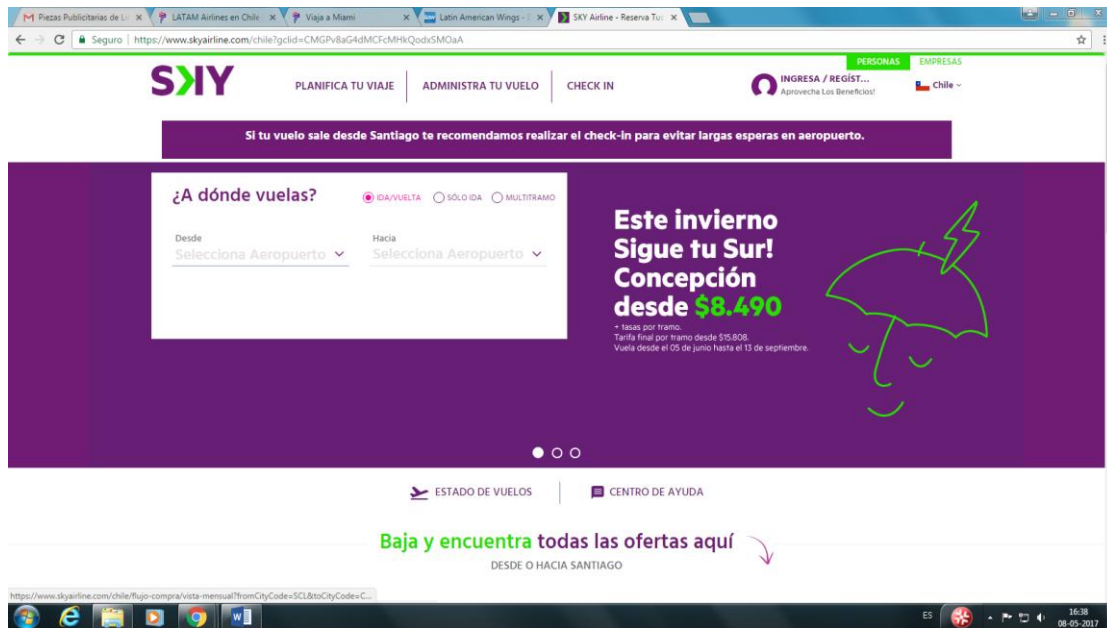 Piezas Publicitarias de Li
LATAM Airlines en Chile
Viaja a Miami
Latin American Wings -
SKY Airline - Reserva Tus
Seguro https://www.skyairline.com/chile?gclid=CMGPv8aG4dMCFcMHkQodxSMOaA
PERSONAS EMPRESAS
SKY
PLANIFICA TU VIAJE
ADMINISTRA TU VUELO
CHECK IN
INGRESA / REGÍST...
Aprovecha Los Beneficios!
Chile
Si tu vuelo sale desde Santiago te recomendamos realizar el check-in para evitar largas esperas en aeropuerto.
¿A dónde vuelas?
IDA/VUELTA SÓLO IDA MULTITRAMO
Desde
Selecciona Aeropuerto
Hacia
Selecciona Aeropuerto
Este invierno
Sigue tu Sur!
Concepción
desde $8.490
+ tasas por tramo.
Tarifa final por tramo desde $15.808.
Vuela desde el 05 de junio hasta el 13 de septiembre.
ESTADO DE VUELOS
CENTRO DE AYUDA
Baja y encuentra todas las ofertas aquí
DESDE O HACIA SANTIAGO
https://www.skyairline.com/chile/flujo-compra/vista-mensual?fromCityCode=SCL&toCityCode=C...
ES
16:38
08-05-2017